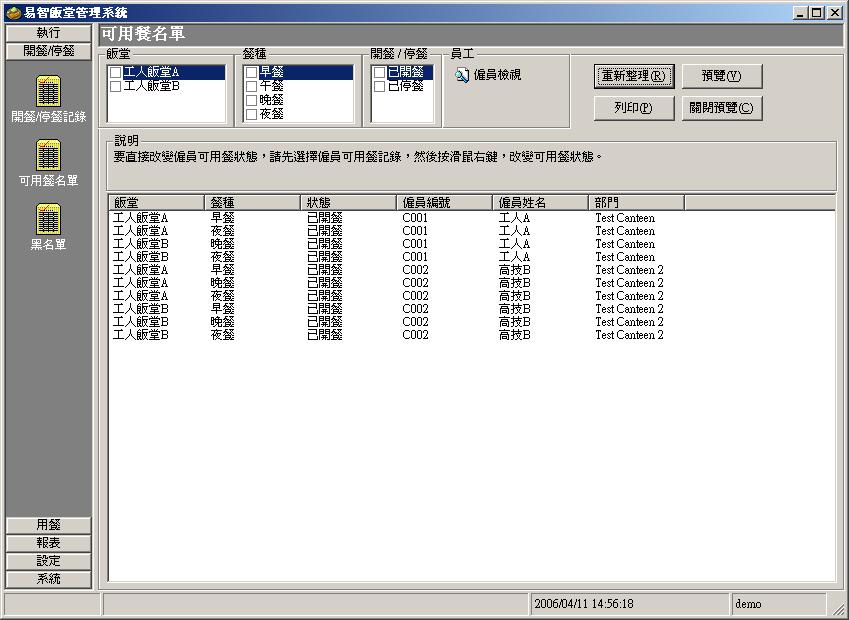 易智飯堂管理系統
執行
開餐/停餐
開餐/停餐記錄
可用餐名單
黑名單
用餐
報表
設定
系統
可用餐名單
飯堂
工人飯堂A
工人飯堂B
餐種
早餐
午餐
晚餐
夜餐
開餐/停餐
已開餐
已停餐
員工
僱員檢視
重新整理(R)
預覽(V)
列印(P)
關閉預覽(C)
說明
要直接改變僱員可用餐狀態，請先選擇僱員可用餐記錄，然後按滑鼠右鍵，改變可用餐狀態。
飯堂 餐種 狀態 僱員編號 僱員姓名 部門
工人飯堂A 早餐 已開餐 C001 工人A Test Canteen
工人飯堂A 夜餐 已開餐 C001 工人A Test Canteen
工人飯堂B 晚餐 已開餐 C001 工人A Test Canteen
工人飯堂B 夜餐 已開餐 C001 工人A Test Canteen
工人飯堂A 早餐 已開餐 C002 高技B Test Canteen 2
工人飯堂A 晚餐 已開餐 C002 高技B Test Canteen 2
工人飯堂A 夜餐 已開餐 C002 高技B Test Canteen 2
工人飯堂B 早餐 已開餐 C002 高技B Test Canteen 2
工人飯堂B 晚餐 已開餐 C002 高技B Test Canteen 2
工人飯堂B 夜餐 已開餐 C002 高技B Test Canteen 2
2006/04/11 14:56:18
demo